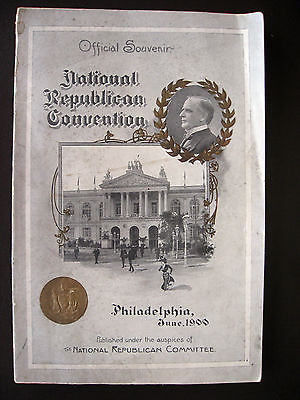 Official Souvenir
National
Republican
Convention
Philadelphia,
June, 1900
Published under the auspices of
THE NATIONAL REPUBLICAN COMMITTEE.